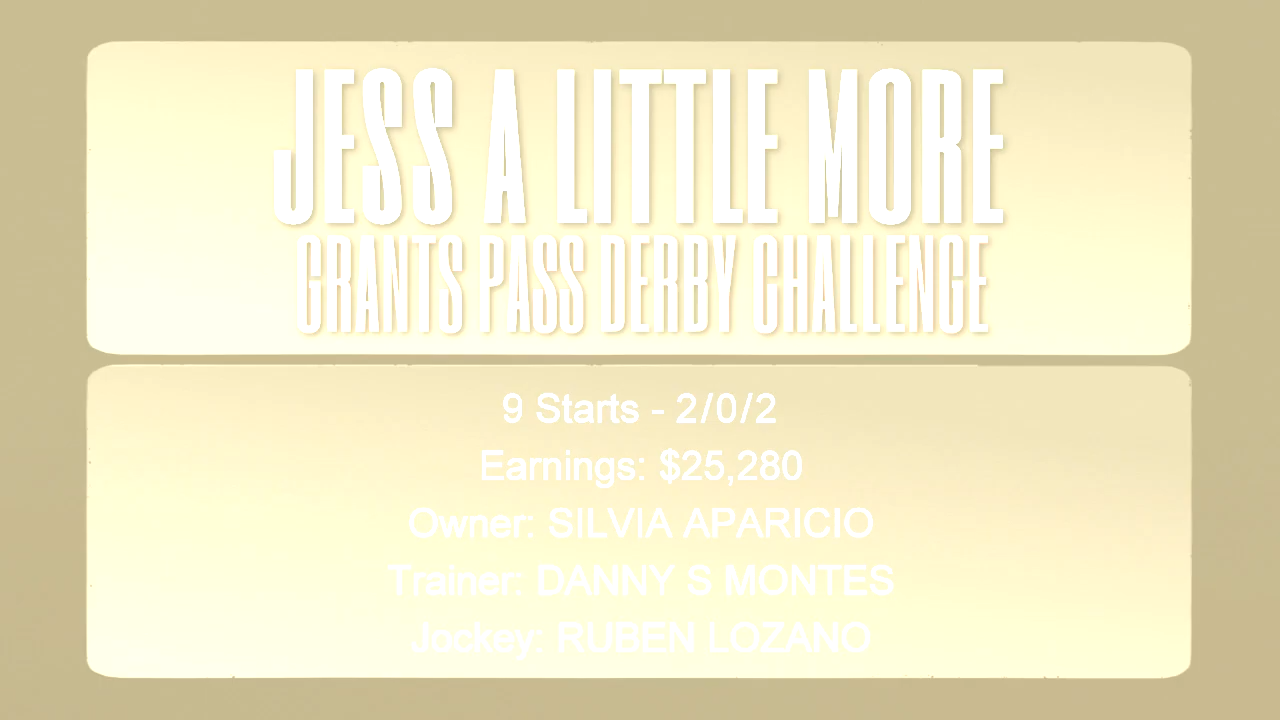 JESS A LITTLE MORE
GRANTS PASS DERBY CHALLENGE
9 Starts - 2/0/2
Earnings: $25,280
Owner: SILVIA APARICIO
Trainer: DANNY S MONTES
Jockey: RUBEN LOZANO